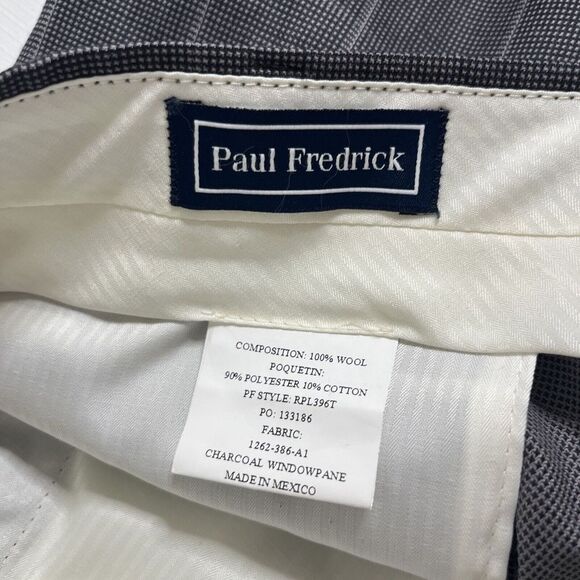 Paul Fredrick
COMPOSITION: 100% WOOL
POQUETIN:
90% POLYESTER 10% COTTON
PF STYLE: RPL396T
PO: 133186
FABRIC:
1262-386-A1
CHARCOAL WINDOWPANE
MADE IN MEXICO